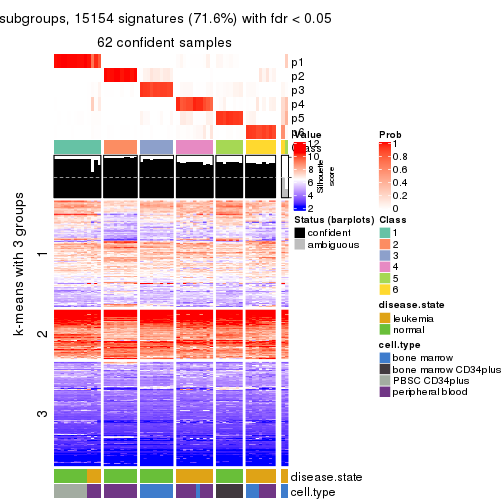 subgroups, 15154 signatures (71.6%) with fdr < 0.05
62 confident samples
p1
p2
p3
p4
p5
p6
Value
12
10
8
6
4
2
Silhouette
score
Prob
1
0.8
0.6
0.4
0.2
0
Status (barplots)
confident
ambiguous
Class
1
2
3
4
5
6
disease.state
leukemia
normal
cell.type
bone marrow
bone marrow CD34plus
PBSC CD34plus
peripheral blood
k-means with 3 groups
1
2
3
disease.state
cell.type